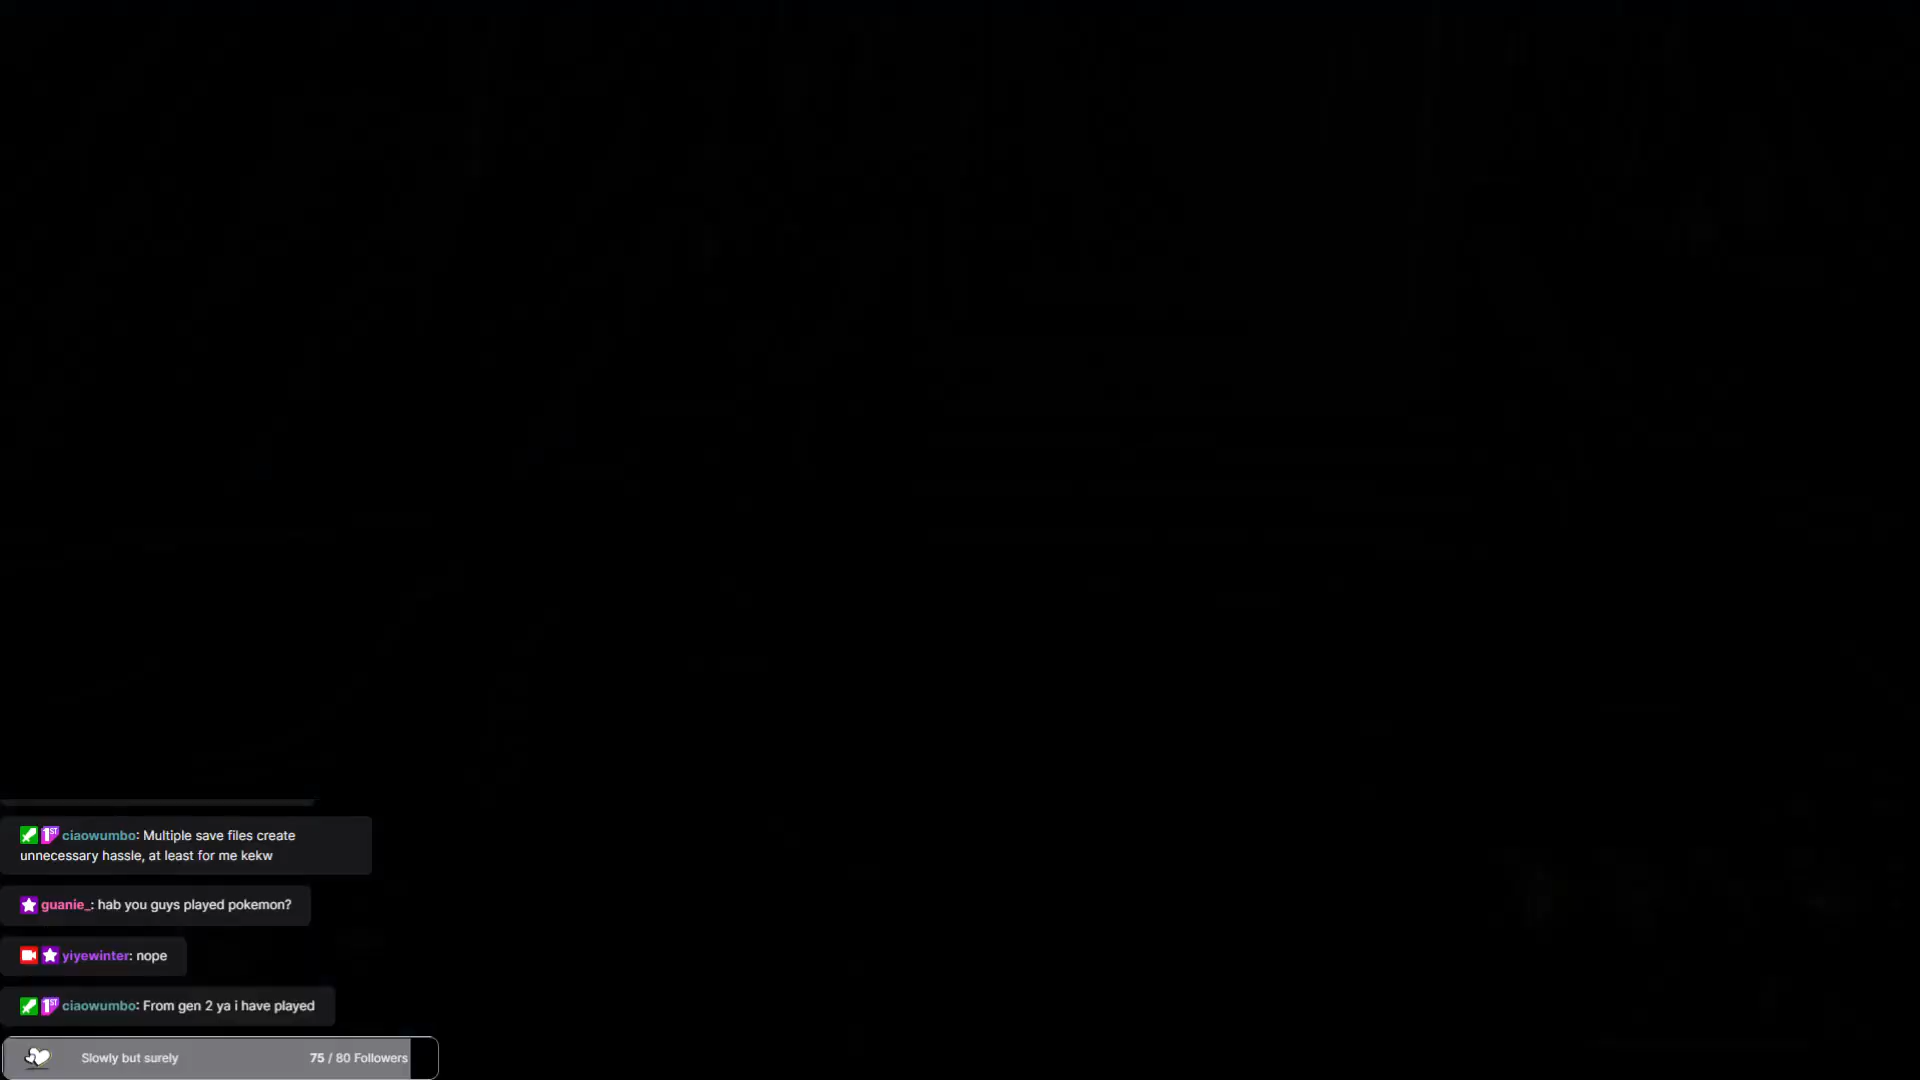 ciaowumbo: Multiple save files create
unnecessary hassle, at least for me kekw
guanie_: hab you guys played pokemon?
yiyewinter: nope
ciaowumbo: From gen 2 ya i have played
Slowly but surely 75 / 80 Followers